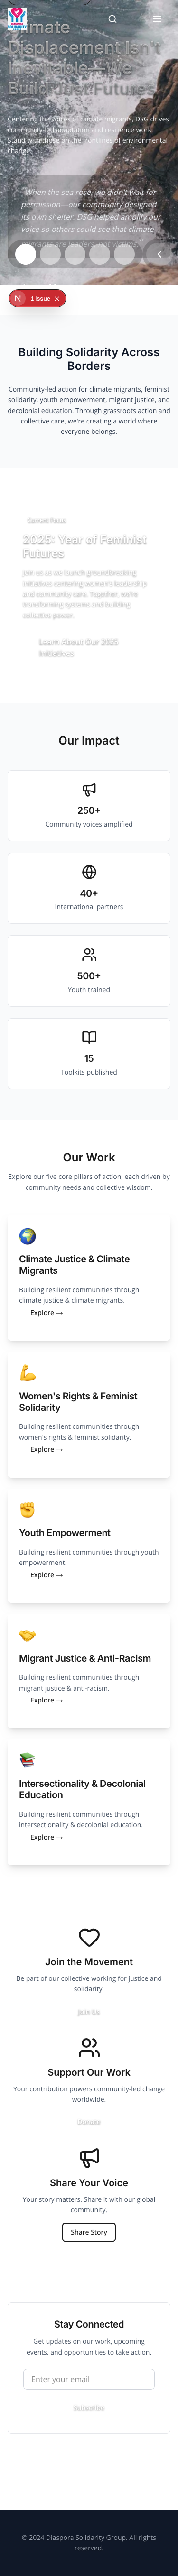 Climate
Displacement is
Centering the voices of climate migrants, DSG drives
community-led adaptation and resilience work.
Stand with those on the frontlines of environmental
change.
"When the sea rose, we didn't wait for
permission—our community designed
its own shelter. DSG helped amplify our
voice so others could see that climate
migrants are leaders, not victims.
N 1 Issue ×
Building Solidarity Across
Borders
Community-led action for climate migrants, feminist
solidarity, youth empowerment, migrant justice, and
decolonial education. Through grassroots action and
collective care, we're creating a world where
everyone belongs.
Current Focus
2025: Year of Feminist
Futures
Join us as we launch groundbreaking
initiatives centering women's leadership
and community care. Together, we're
transforming systems and building
collective power.
Learn About Our 2025
Initiatives
Our Impact
250+
Community voices amplified
40+
International partners
500+
Youth trained
15
Toolkits published
Our Work
Explore our five core pillars of action, each driven by
community needs and collective wisdom.
Climate Justice & Climate
Migrants
Building resilient communities through
climate justice & climate migrants.
Explore →
Women's Rights & Feminist
Solidarity
Building resilient communities through
women's rights & feminist solidarity.
Explore →
Youth Empowerment
Building resilient communities through youth
empowerment.
Explore →
Migrant Justice & Anti-Racism
Building resilient communities through
migrant justice & anti-racism.
Explore →
Intersectionality & Decolonial
Education
Building resilient communities through
intersectionality & decolonial education.
Explore →
Join the Movement
Be part of our collective working for justice and
solidarity.
Join Us
Support Our Work
Your contribution powers community-led change
worldwide.
Donate
Share Your Voice
Your story matters. Share it with our global
community.
Share Story
Stay Connected
Get updates on our work, upcoming
events, and opportunities to take action.
Enter your email
Subscribe
© 2024 Diaspora Solidarity Group. All rights
reserved.